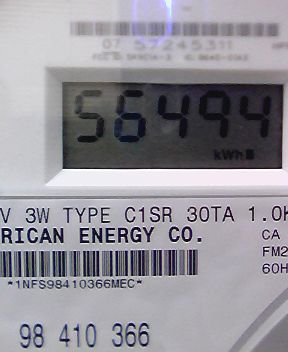 07 57245311
56494
kWh
V 3W TYPE C1SR 30TA 1.0K
RICAN ENERGY CO.
CA
FM2
60H
*1NFS98410366MEC*
98 410 366